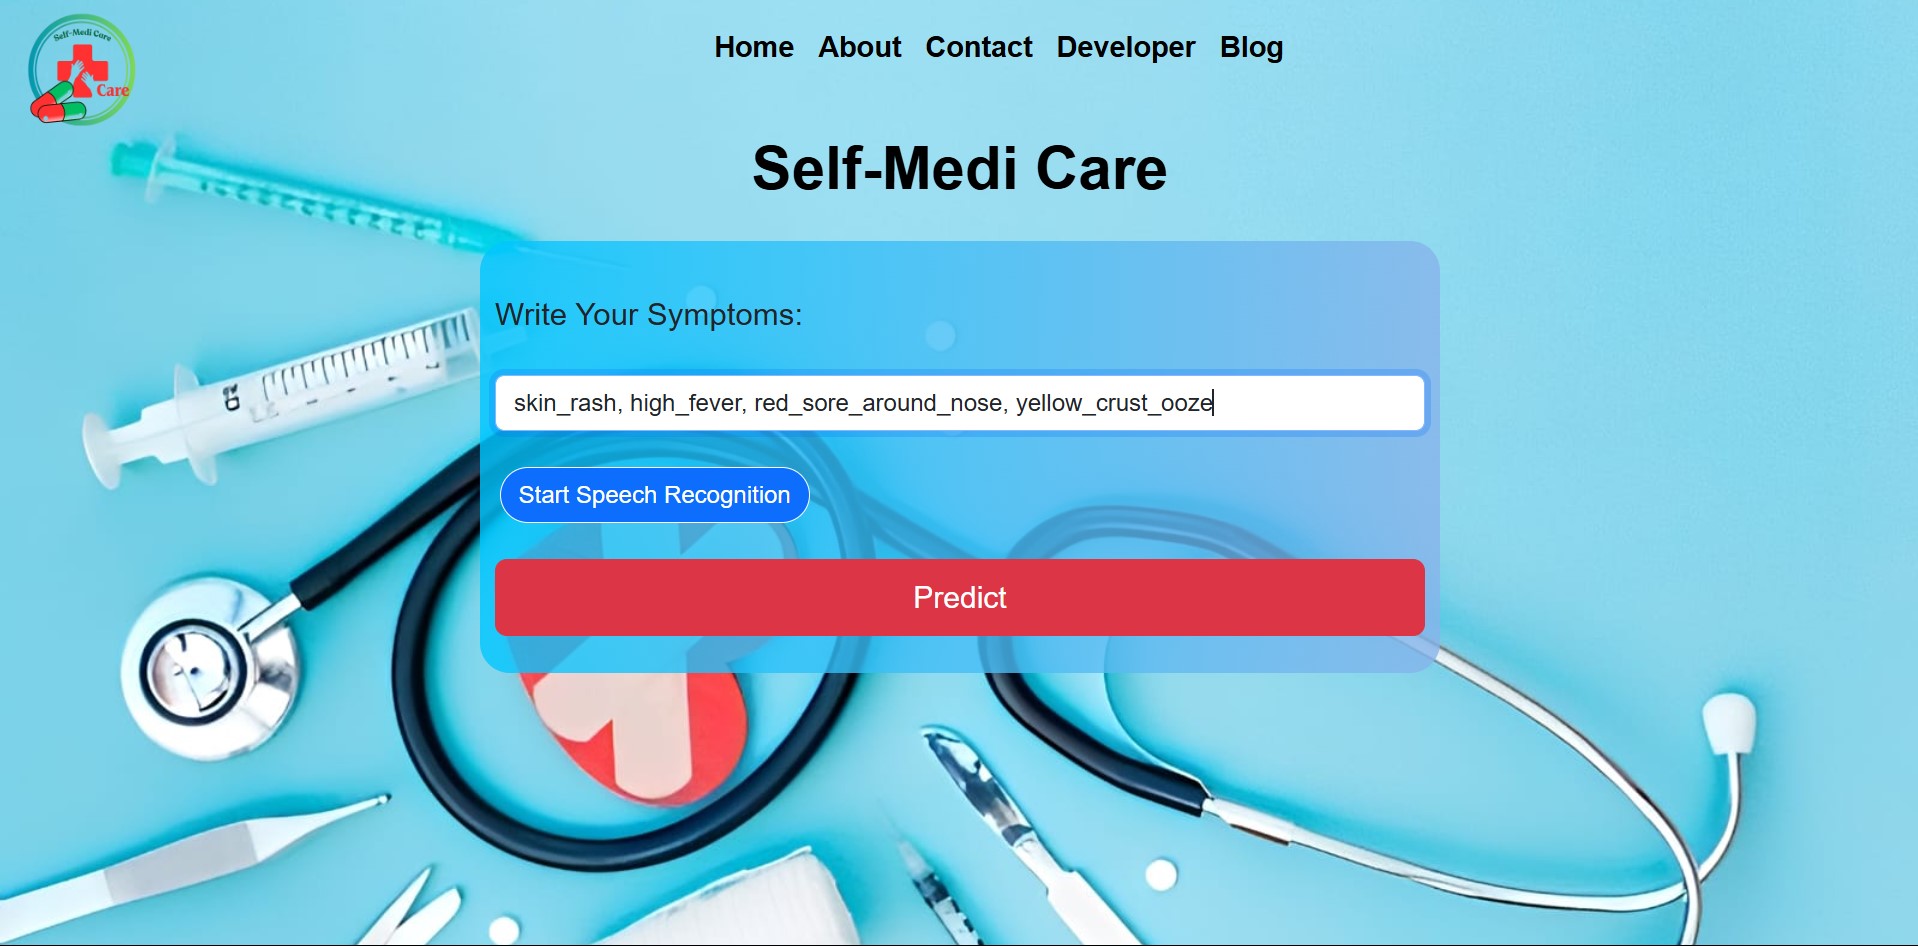 Self-Medi Care
Care
Home About Contact Developer Blog
Self-Medi Care
Write Your Symptoms:
skin_rash, high_fever, red_sore_around_nose, yellow_crust_ooze
Start Speech Recognition
Predict